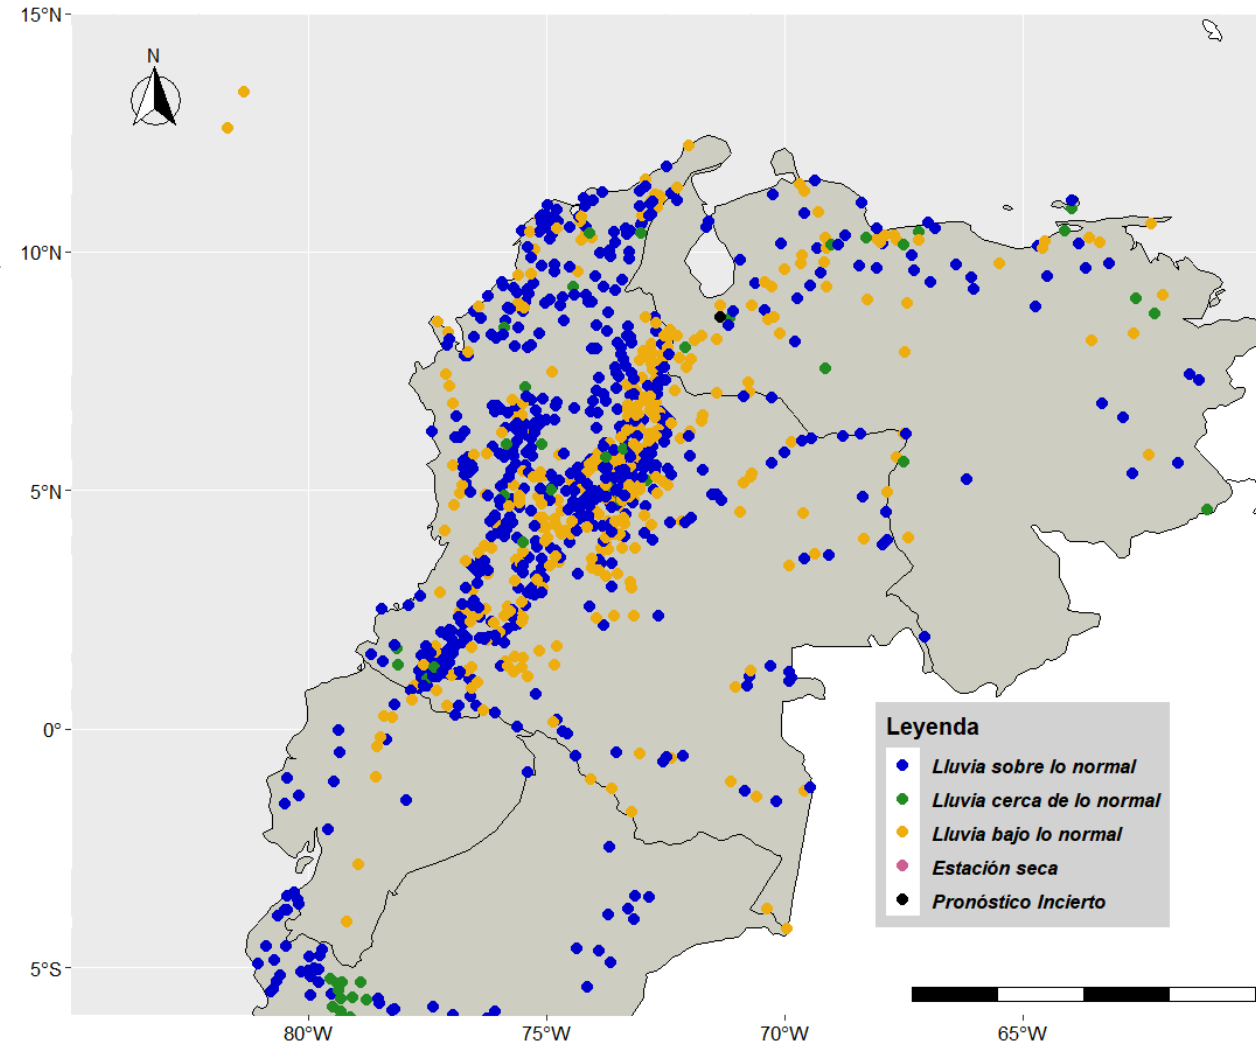 15°N
N
10°N
5°N
0°
5°S
80°W
75°W
70°W
65°W
Leyenda
Lluvia sobre lo normal
Lluvia cerca de lo normal
Lluvia bajo lo normal
Estación seca
Pronóstico Incierto